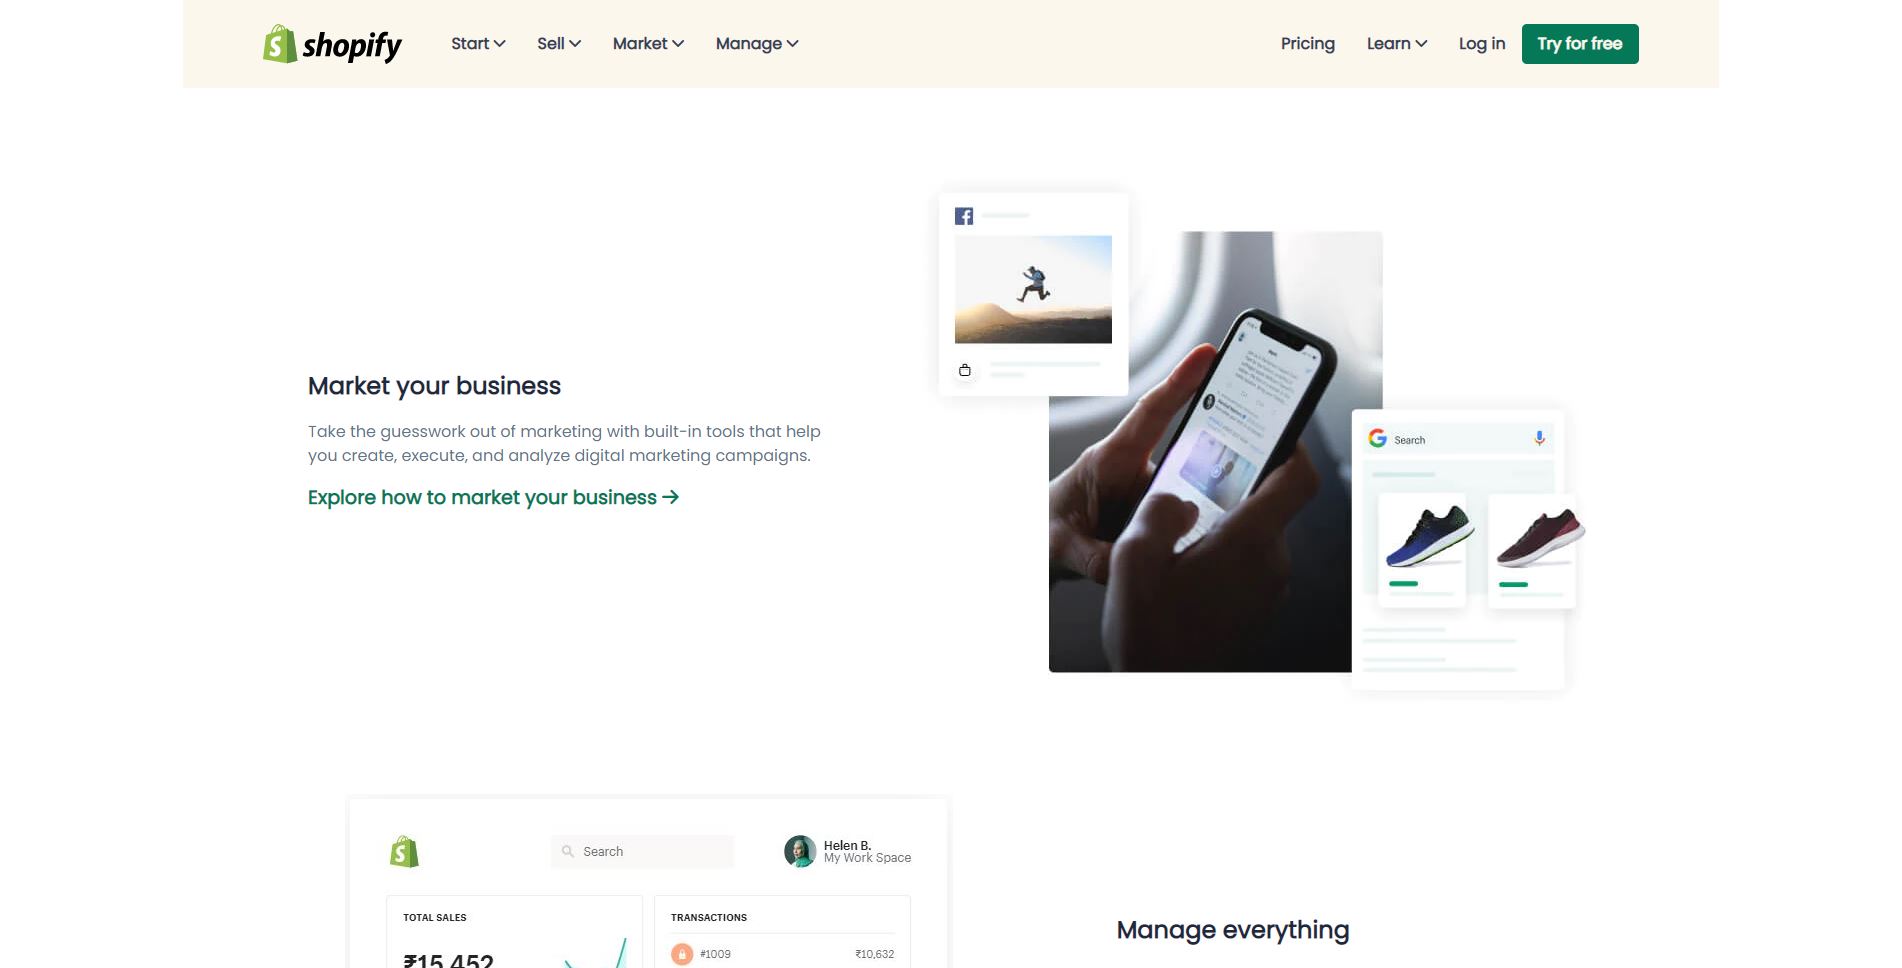 shopify
Start
Sell
Market
Manage
Pricing
Learn
Log in
Try for free
Market your business
Take the guesswork out of marketing with built-in tools that help
you create, execute, and analyze digital marketing campaigns.
Explore how to market your business →
Search
Search
Helen B.
My Work Space
TOTAL SALES
₹15,452
TRANSACTIONS
#1009 ₹10,632
Manage everything